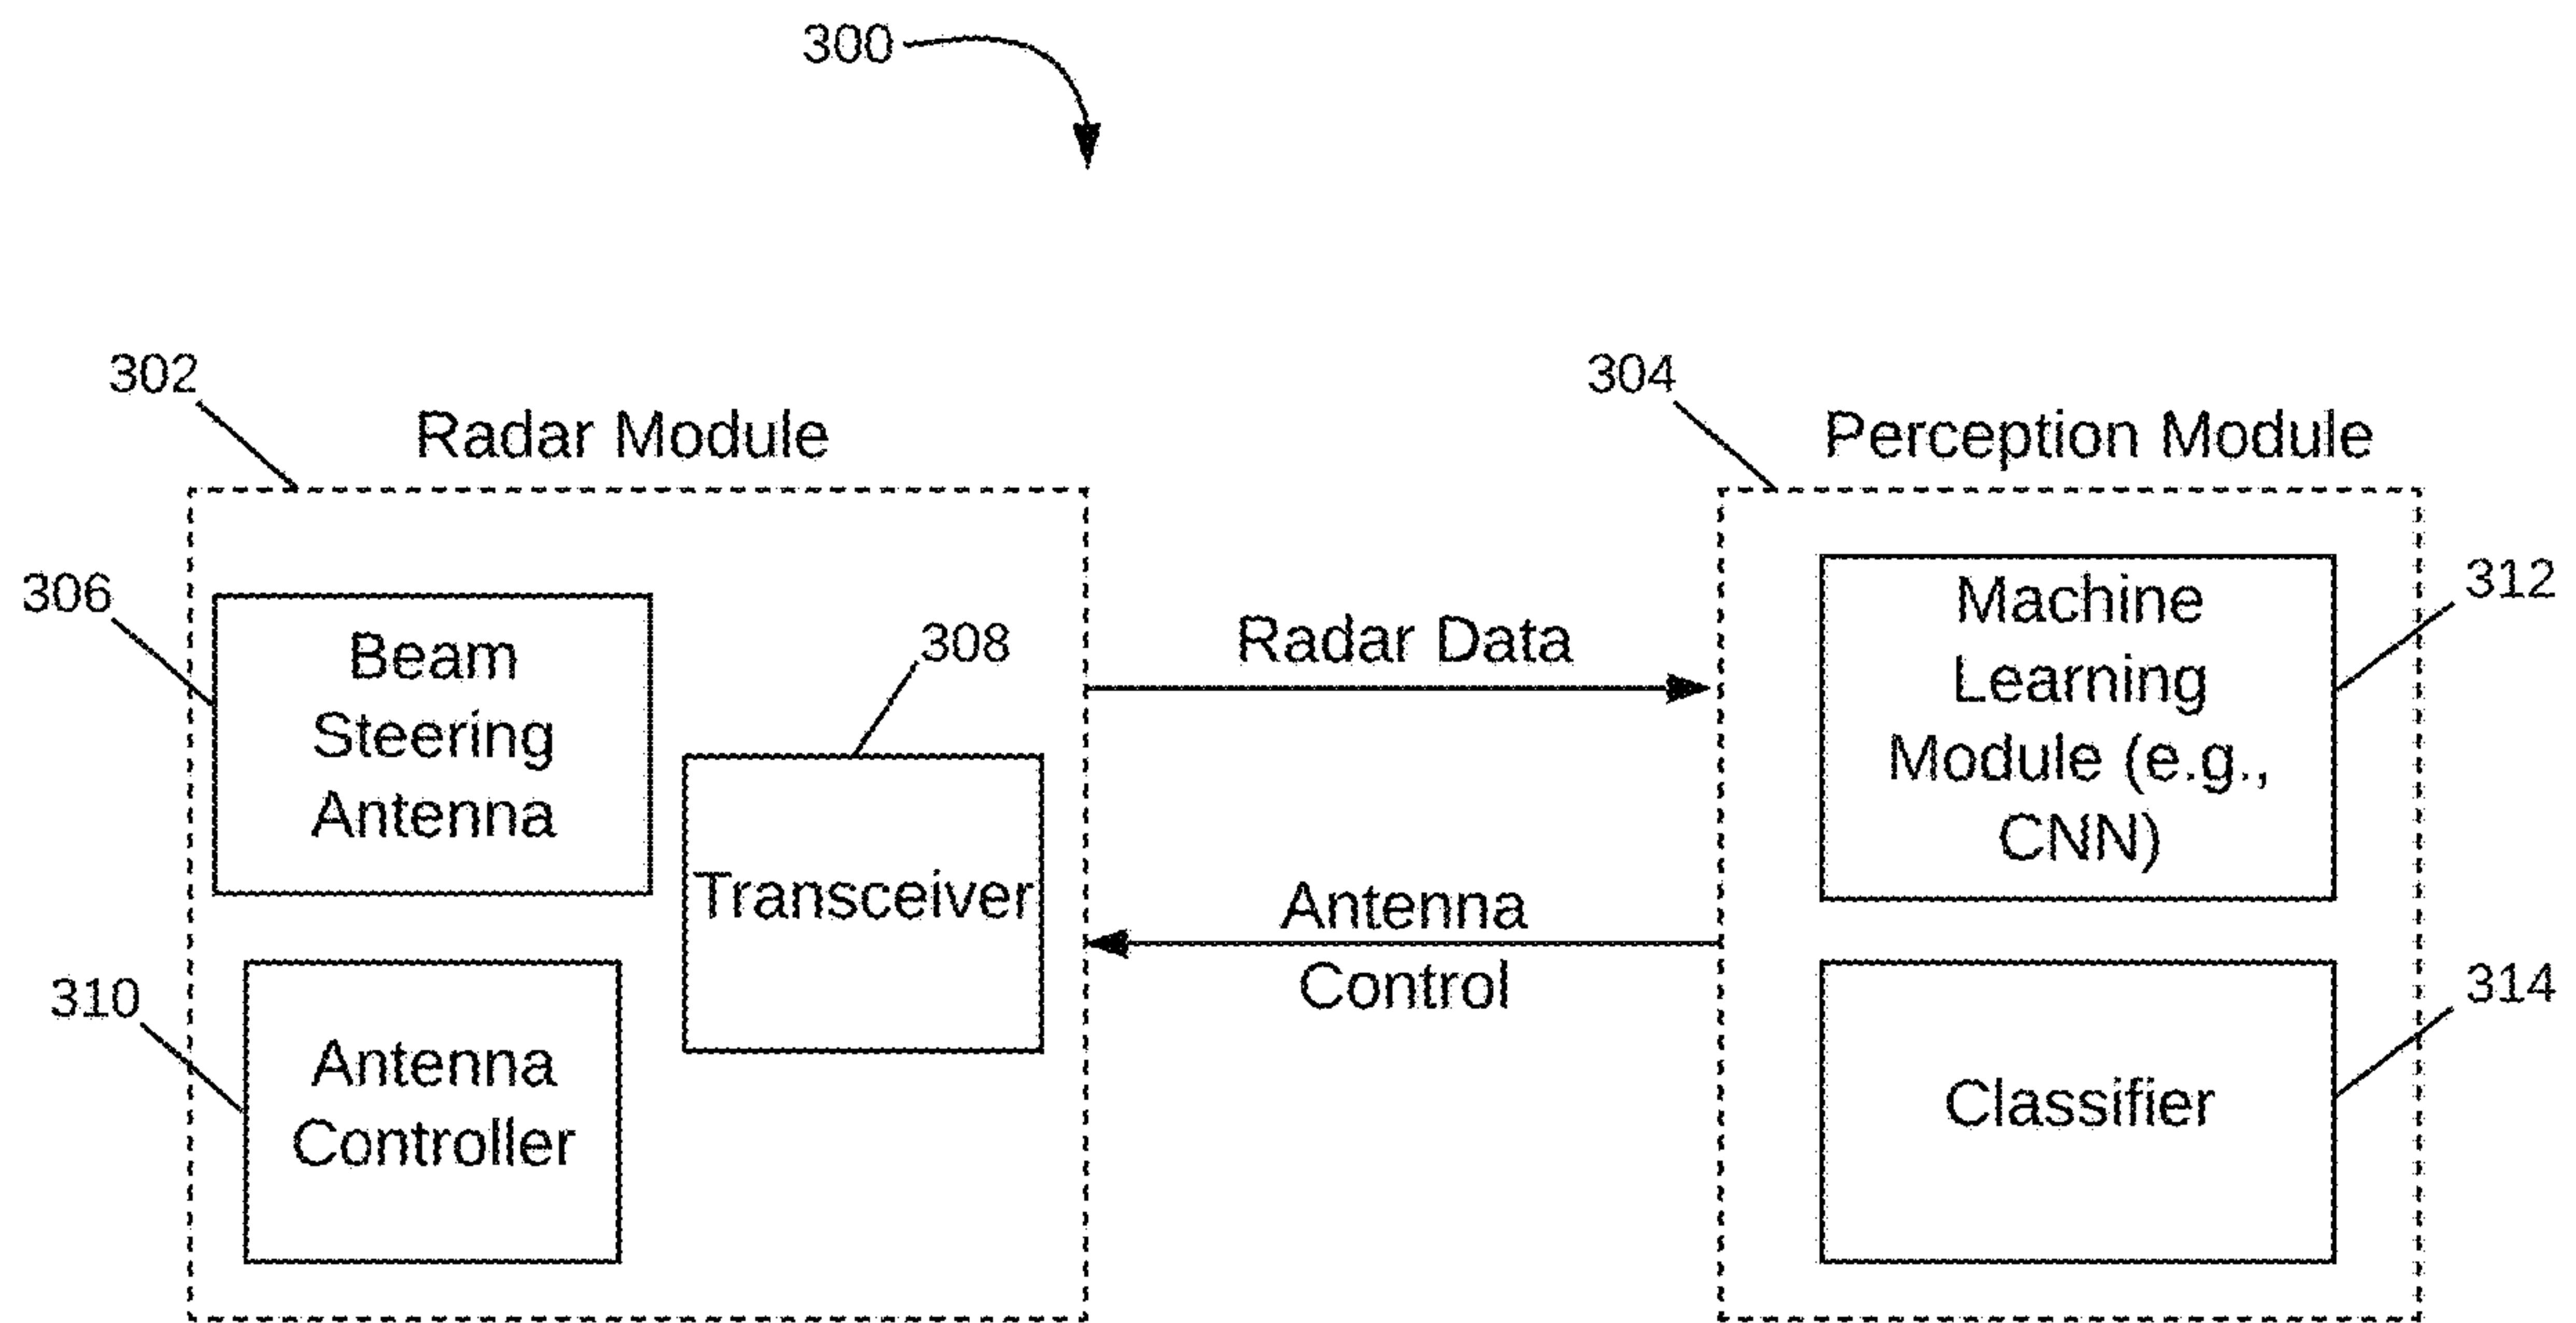 300
302
Radar Module
304
Perception Module
306
Beam
Steering
Antenna
308
Transceiver
310
Antenna
Controller
Radar Data
Antenna
Control
312
Machine
Learning
Module (e.g.,
CNN)
314
Classifier